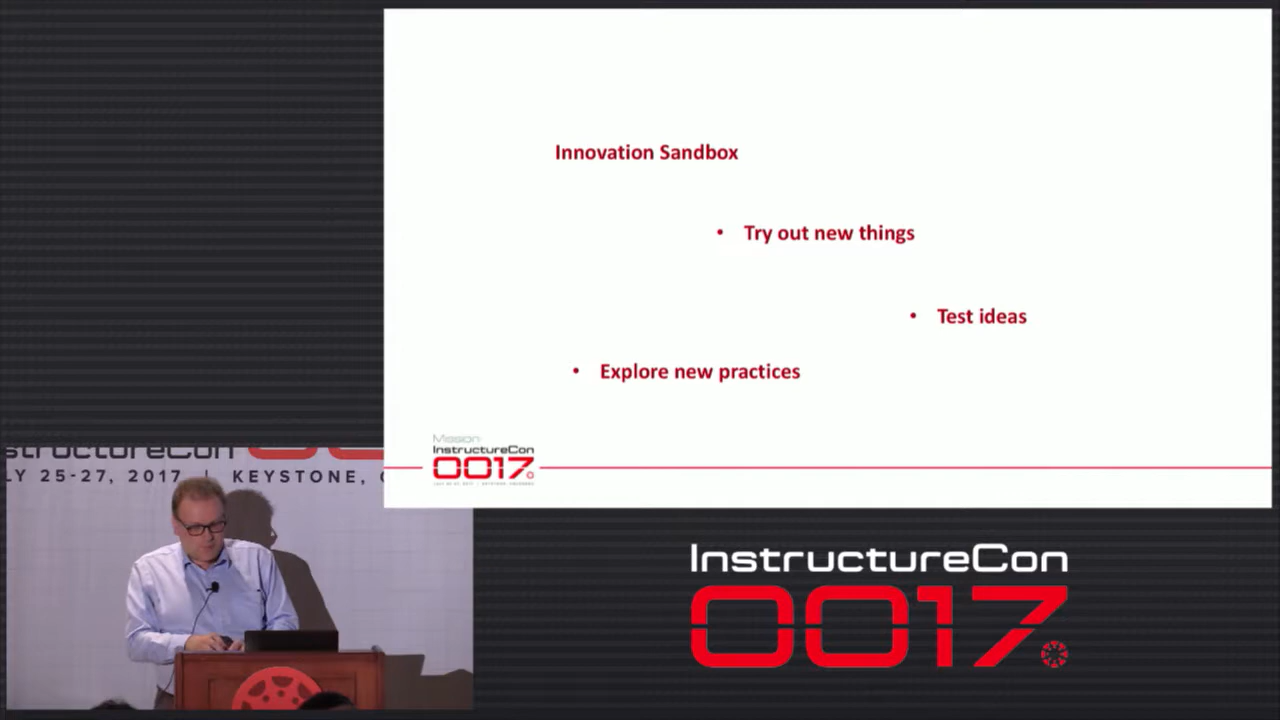 Innovation Sandbox
• Try out new things
• Test ideas
• Explore new practices
Mission:
InstructureCon
0017
structureCon
LY 25-27, 2017 | KEYSTONE, C
InstructureCon
0017